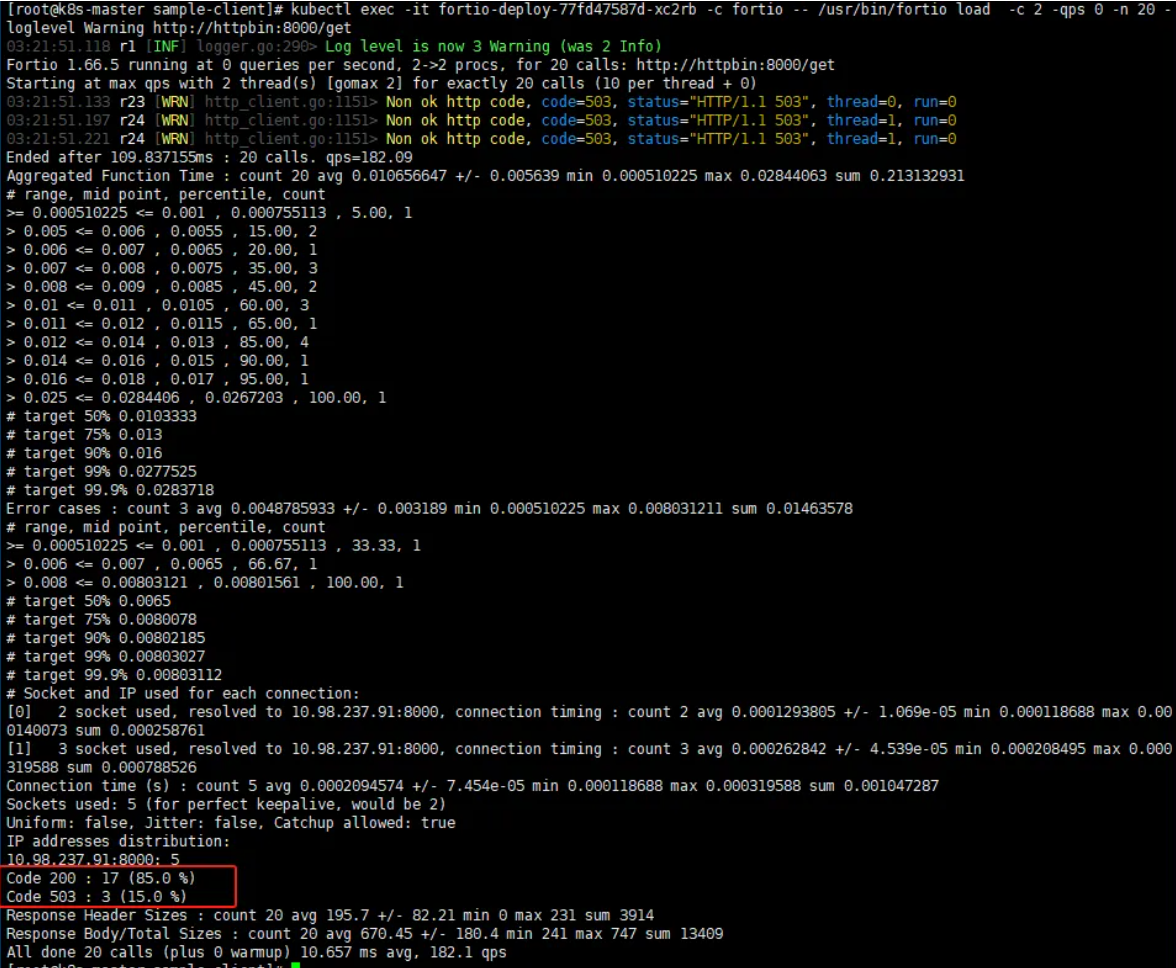 [root@k8s-master sample-client]# kubectl exec -it fortio-deploy-77fd47587d-xc2rb -c fortio -- /usr/bin/fortio load  -c 2 -qps 0 -n 20 --
loglevel Warning http://httpbin:8000/get
03:21:51.118 r1 [INF] logger.go:290> Log level is now 3 Warning (was 2 Info)
Fortio 1.66.5 running at 0 queries per second, 2->2 procs, for 20 calls: http://httpbin:8000/get
Starting at max qps with 2 thread(s) [gomax 2] for exactly 20 calls (10 per thread + 0)
03:21:51.133 r23 [WRN] http_client.go:1151> Non ok http code, code=503, status="HTTP/1.1 503", thread=0, run=0
03:21:51.197 r24 [WRN] http_client.go:1151> Non ok http code, code=503, status="HTTP/1.1 503", thread=1, run=0
03:21:51.221 r24 [WRN] http_client.go:1151> Non ok http code, code=503, status="HTTP/1.1 503", thread=1, run=0
Ended after 109.837155ms : 20 calls. qps=182.09
Aggregated Function Time : count 20 avg 0.010656647 +/- 0.005639 min 0.000510225 max 0.02844063 sum 0.213132931
# range, mid point, percentile, count
>= 0.000510225 <= 0.001 , 0.000755113 , 5.00, 1
> 0.005 <= 0.006 , 0.0055 , 15.00, 2
> 0.006 <= 0.007 , 0.0065 , 20.00, 1
> 0.007 <= 0.008 , 0.0075 , 35.00, 3
> 0.008 <= 0.009 , 0.0085 , 45.00, 2
> 0.01 <= 0.011 , 0.0105 , 60.00, 3
> 0.011 <= 0.012 , 0.0115 , 65.00, 1
> 0.012 <= 0.014 , 0.013 , 85.00, 4
> 0.014 <= 0.016 , 0.015 , 90.00, 1
> 0.016 <= 0.018 , 0.017 , 95.00, 1
> 0.025 <= 0.0284406 , 0.0267203 , 100.00, 1
# target 50% 0.0103333
# target 75% 0.013
# target 90% 0.016
# target 99% 0.0277525
# target 99.9% 0.0283718
Error cases : count 3 avg 0.0048785933 +/- 0.003189 min 0.000510225 max 0.008031211 sum 0.01463578
# range, mid point, percentile, count
>= 0.000510225 <= 0.001 , 0.000755113 , 33.33, 1
> 0.006 <= 0.007 , 0.0065 , 66.67, 1
> 0.008 <= 0.00803121 , 0.00801561 , 100.00, 1
# target 50% 0.0065
# target 75% 0.0080078
# target 90% 0.00802185
# target 99% 0.00803027
# target 99.9% 0.00803112
# Socket and IP used for each connection:
[0]   2 socket used, resolved to 10.98.237.91:8000, connection timing : count 2 avg 0.0001293805 +/- 1.069e-05 min 0.000118688 max 0.00
0140073 sum 0.000258761
[1]   3 socket used, resolved to 10.98.237.91:8000, connection timing : count 3 avg 0.000262842 +/- 4.539e-05 min 0.000208495 max 0.000
319588 sum 0.000788526
Connection time (s) : count 5 avg 0.0002094574 +/- 7.454e-05 min 0.000118688 max 0.000319588 sum 0.001047287
Sockets used: 5 (for perfect keepalive, would be 2)
Uniform: false, Jitter: false, Catchup allowed: true
IP addresses distribution:
10.98.237.91:8000: 5
Code 200 : 17 (85.0 %)
Code 503 : 3 (15.0 %)
Response Header Sizes : count 20 avg 195.7 +/- 82.21 min 0 max 231 sum 3914
Response Body/Total Sizes : count 20 avg 670.45 +/- 180.4 min 241 max 747 sum 13409
All done 20 calls (plus 0 warmup) 10.657 ms avg, 182.1 qps
[root@k8s-master sample-client]#